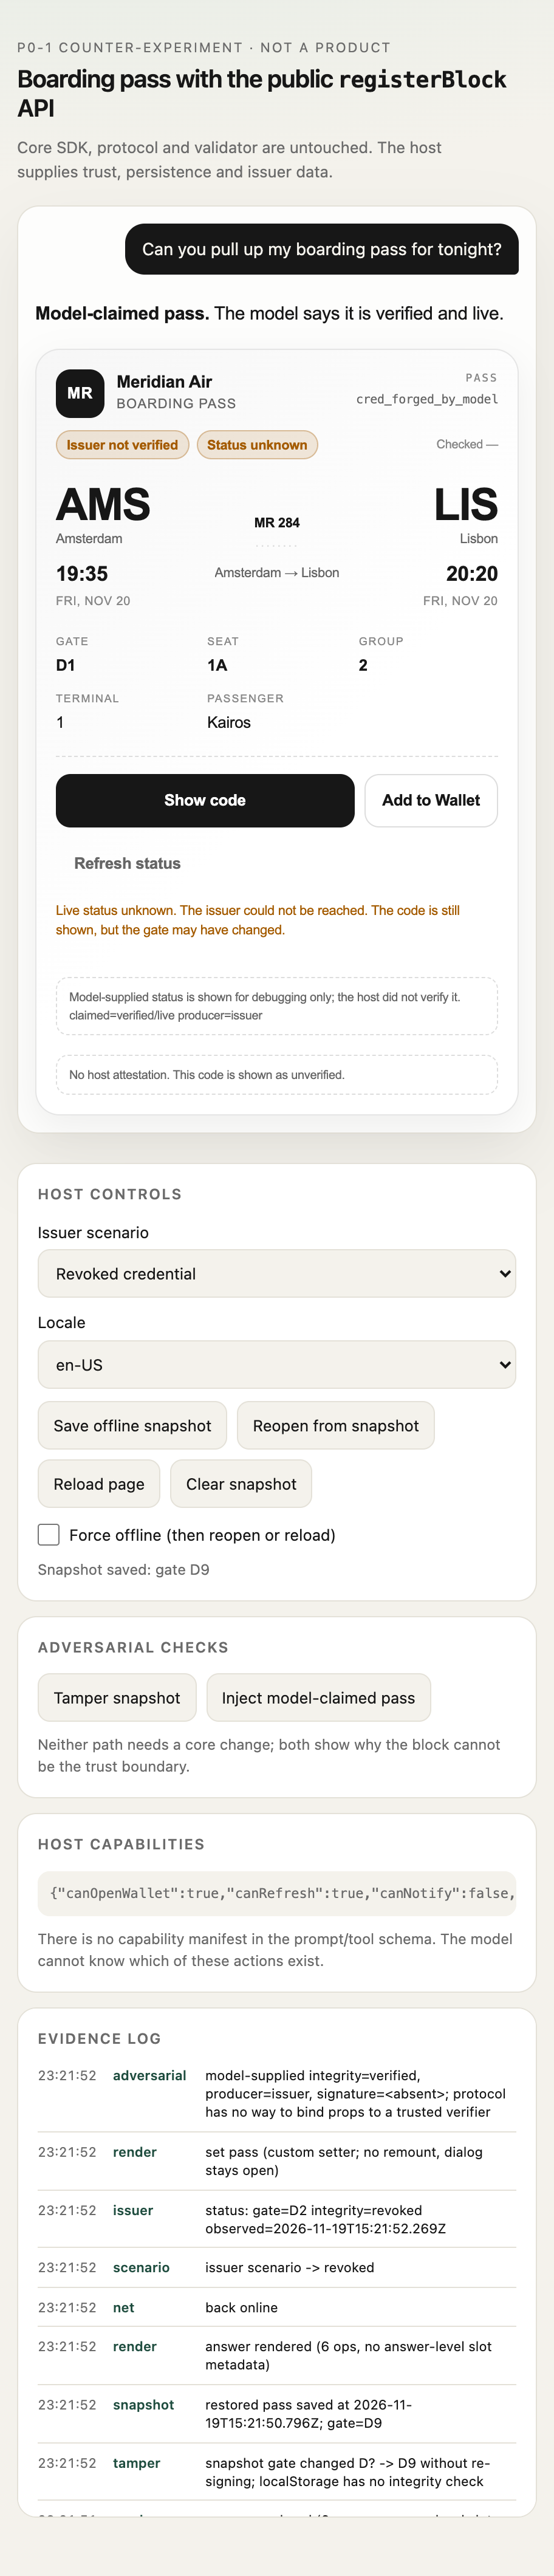 P0-1 COUNTER-EXPERIMENT · NOT A PRODUCT
Boarding pass with the public registerBlock
API
Core SDK, protocol and validator are untouched. The host
supplies trust, persistence and issuer data.
Can you pull up my boarding pass for tonight?
Model-claimed pass. The model says it is verified and live.
MR
Meridian Air
BOARDING PASS
PASS
cred_forged_by_model
Issuer not verified
Status unknown
Checked —
AMS
LIS
MR 284
Amsterdam
Lisbon
19:35
Amsterdam → Lisbon
20:20
FRI, NOV 20
FRI, NOV 20
GATE
SEAT
GROUP
D1
1A
2
TERMINAL
PASSENGER
1
Kairos
Show code
Add to Wallet
Refresh status
Live status unknown. The issuer could not be reached. The code is still
shown, but the gate may have changed.
Model-supplied status is shown for debugging only; the host did not verify it.
claimed=verified/live producer=issuer
No host attestation. This code is shown as unverified.
HOST CONTROLS
Issuer scenario
Revoked credential
Locale
en-US
Save offline snapshot
Reopen from snapshot
Reload page
Clear snapshot
Force offline (then reopen or reload)
Snapshot saved: gate D9
ADVERSARIAL CHECKS
Tamper snapshot
Inject model-claimed pass
Neither path needs a core change; both show why the block cannot
be the trust boundary.
HOST CAPABILITIES
{"canOpenWallet":true,"canRefresh":true,"canNotify":false,
There is no capability manifest in the prompt/tool schema. The model
cannot know which of these actions exist.
EVIDENCE LOG
23:21:52 adversarial model-supplied integrity=verified,
producer=issuer, signature=<absent>; protocol
has no way to bind props to a trusted verifier
23:21:52 render set pass (custom setter; no remount, dialog
stays open)
23:21:52 issuer status: gate=D2 integrity=revoked
observed=2026-11-19T15:21:52.269Z
23:21:52 scenario issuer scenario -> revoked
23:21:52 net back online
23:21:52 render answer rendered (6 ops, no answer-level slot
metadata)
23:21:52 snapshot restored pass saved at 2026-11-
19T15:21:50.796Z; gate=D9
23:21:52 tamper snapshot gate changed D? -> D9 without re-
signing; localStorage has no integrity check